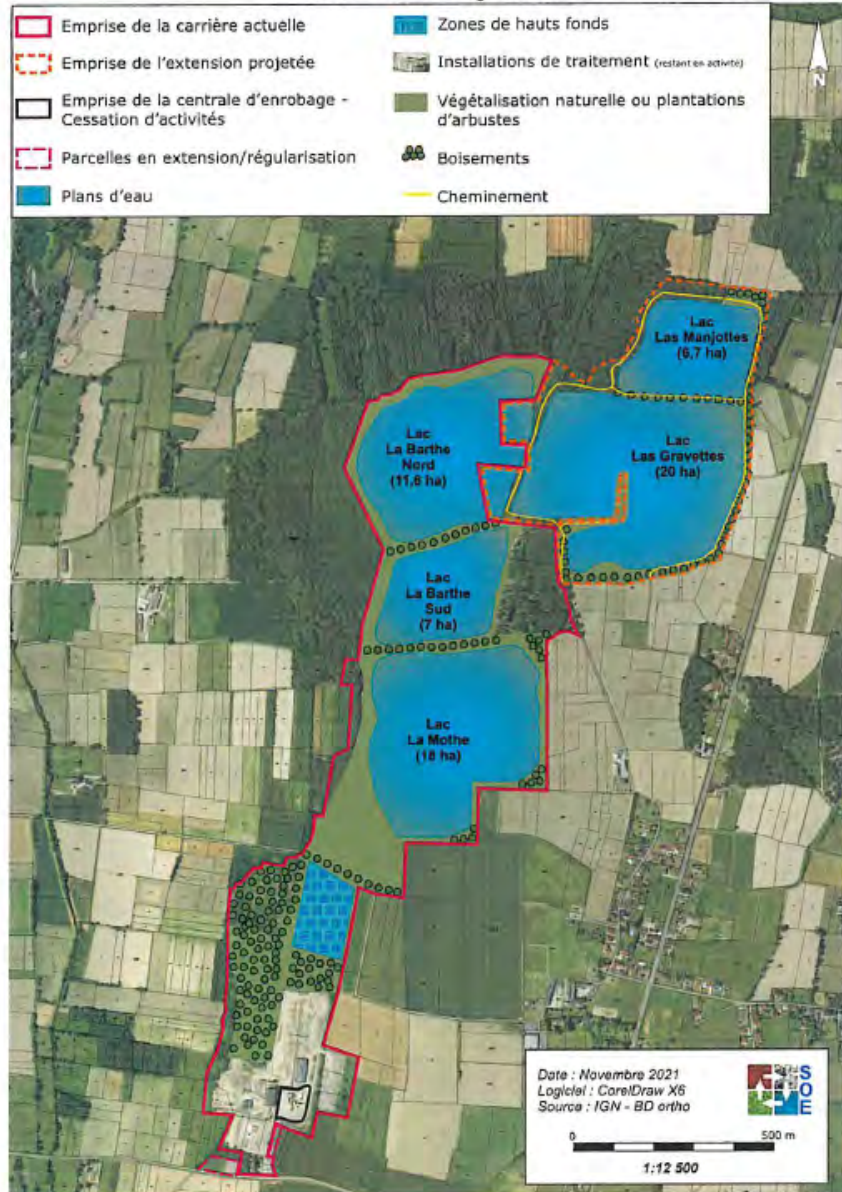 Emprise de la carrière actuelle
Emprise de l'extension projetée
Emprise de la centrale d'enrobage -
Cessation d'activités
Parcelles en extension/régularisation
Plans d'eau
Zones de hauts fonds
Installations de traitement (restant en activité)
Végétalisation naturelle ou plantations
d'arbustes
Boisements
Cheminement
N
Lac
Las Manjottes
(6,7 ha)
Lac
La Barthe
Nord
(11,6 ha)
Lac
Las Gravettes
(20 ha)
Lac
La Barthe
Sud
(7 ha)
Lac
La Mothe
(18 ha)
Date : Novembre 2021
Logiciel : CorelDraw X6
Source : IGN - BD ortho
SOE
0 500 m
1:12 500